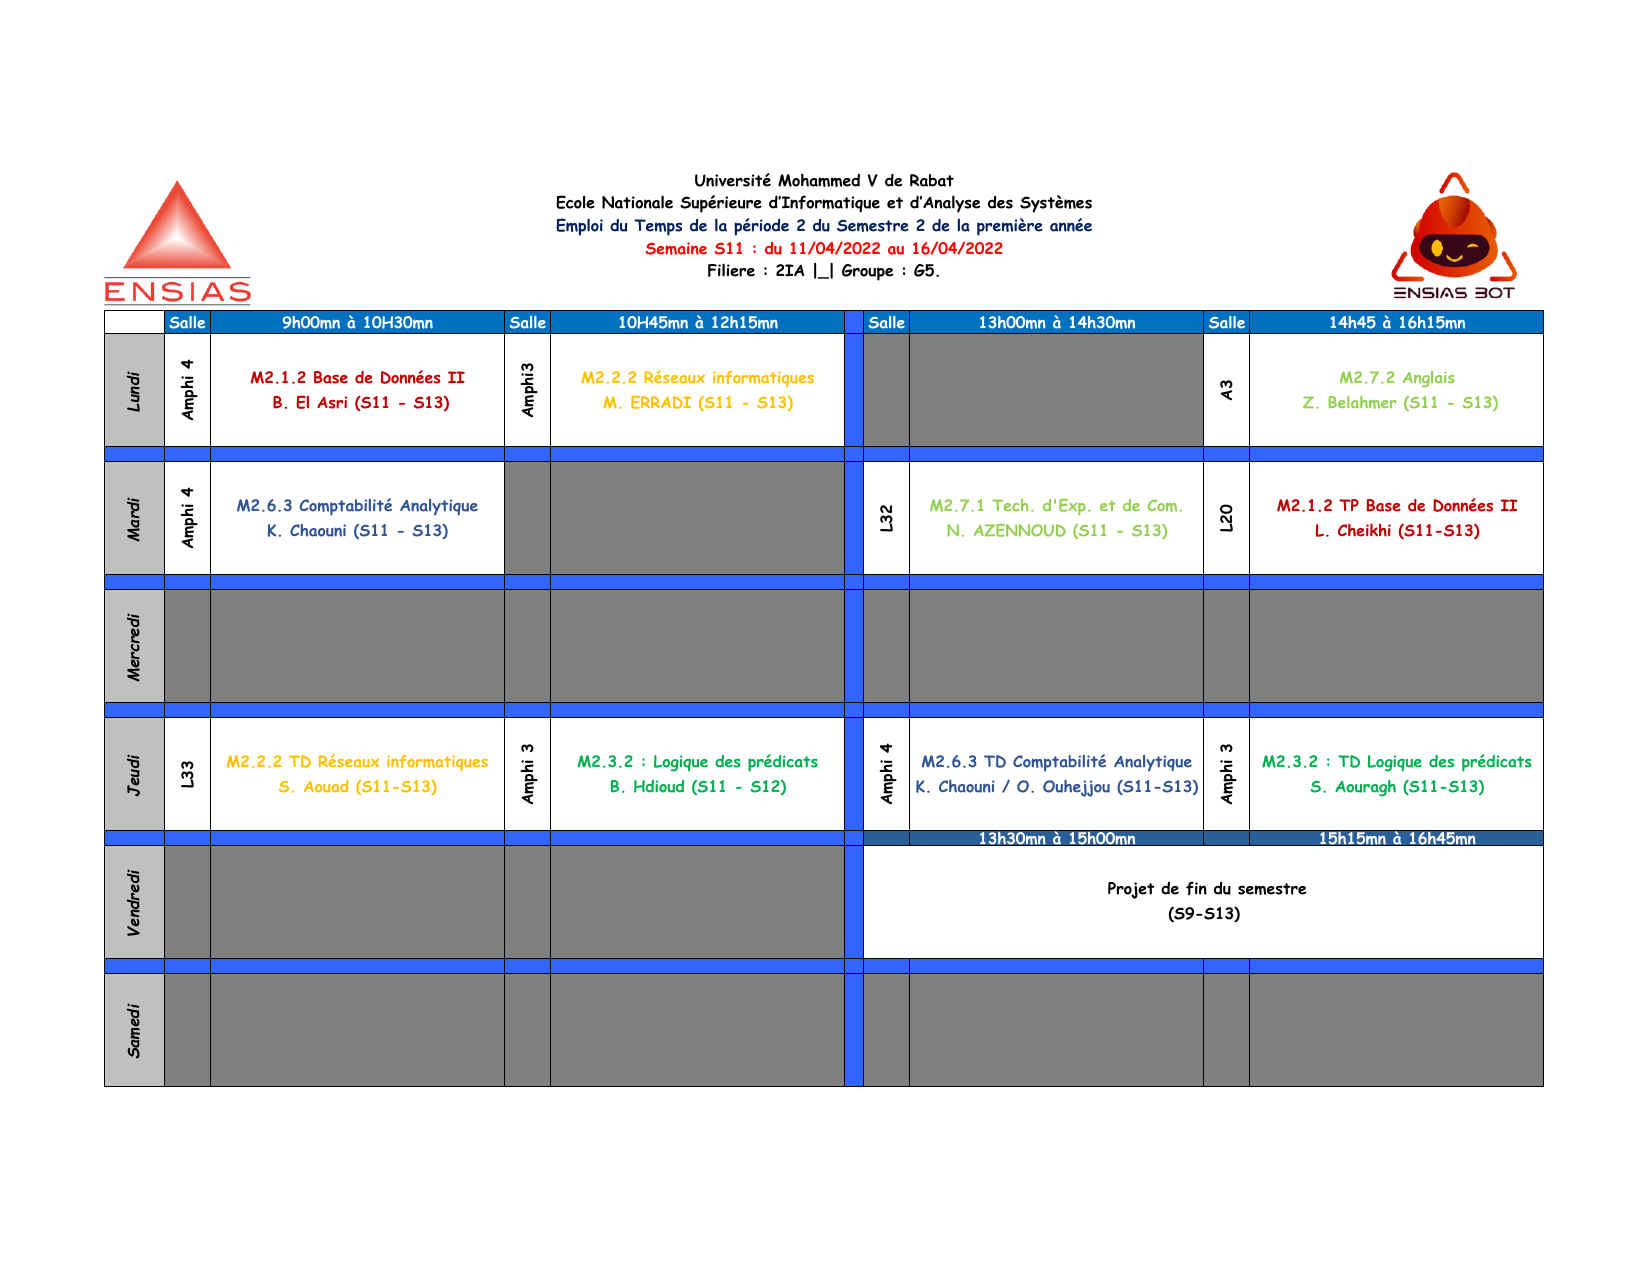 Université Mohammed V de Rabat
Ecole Nationale Supérieure d’Informatique et d’Analyse des Systèmes
Emploi du Temps de la période 2 du Semestre 2 de la première année
Semaine S11 : du 11/04/2022 au 16/04/2022
Filiere : 2IA |_| Groupe : G5.
ENSIAS
ENSIAS BOT
Salle 9h00mn à 10H30mn Salle 10H45mn à 12h15mn Salle 13h00mn à 14h30mn Salle 14h45 à 16h15mn
Lundi
Amphi 4
M2.1.2 Base de Données II
B. El Asri (S11 - S13)
Amphi3
M2.2.2 Réseaux informatiques
M. ERRADI (S11 - S13)
A3
M2.7.2 Anglais
Z. Belahmer (S11 - S13)
Mardi
Amphi 4
M2.6.3 Comptabilité Analytique
K. Chaouni (S11 - S13)
L32
M2.7.1 Tech. d'Exp. et de Com.
N. AZENNOUD (S11 - S13)
L20
M2.1.2 TP Base de Données II
L. Cheikhi (S11-S13)
Mercredi
Jeudi
L33
M2.2.2 TD Réseaux informatiques
S. Aouad (S11-S13)
Amphi 3
M2.3.2 : Logique des prédicats
B. Hdioud (S11 - S12)
Amphi 4
M2.6.3 TD Comptabilité Analytique
K. Chaouni / O. Ouhejjou (S11-S13)
Amphi 3
M2.3.2 : TD Logique des prédicats
S. Aouragh (S11-S13)
13h30mn à 15h00mn 15h15mn à 16h45mn
Vendredi
Projet de fin du semestre
(S9-S13)
Samedi